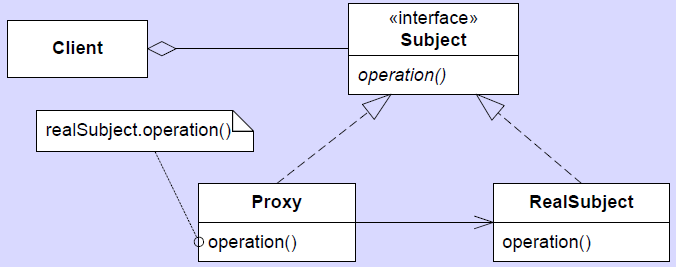 «interface»
Client
Subject
operation()
realSubject.operation()
Proxy
RealSubject
operation()
operation()